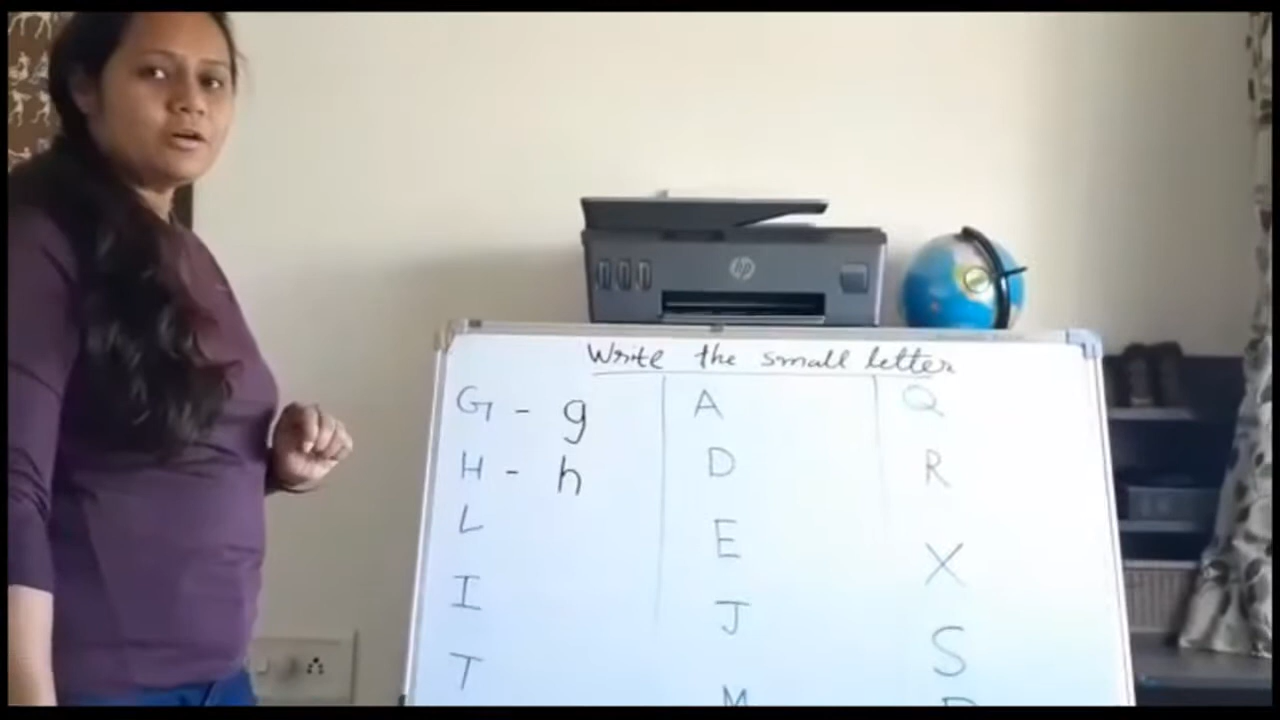 hp
Write the small letter
G - g
H - h
L
I
T
A
D
E
J
M
Q
R
X
S